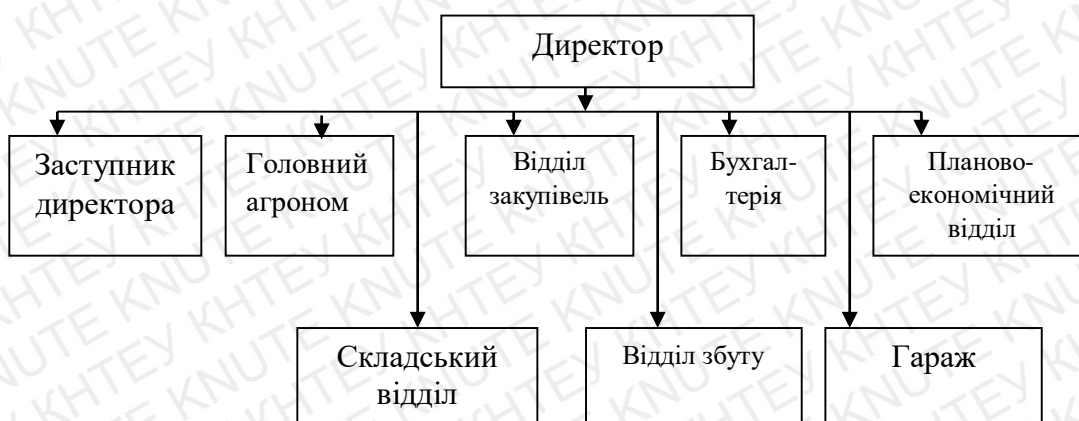 Директор
Заступник
директора
Головний
агроном
Відділ
закупівель
Бухгал-
терія
Планово-
економічний
відділ
Складський
відділ
Відділ збуту
Гараж